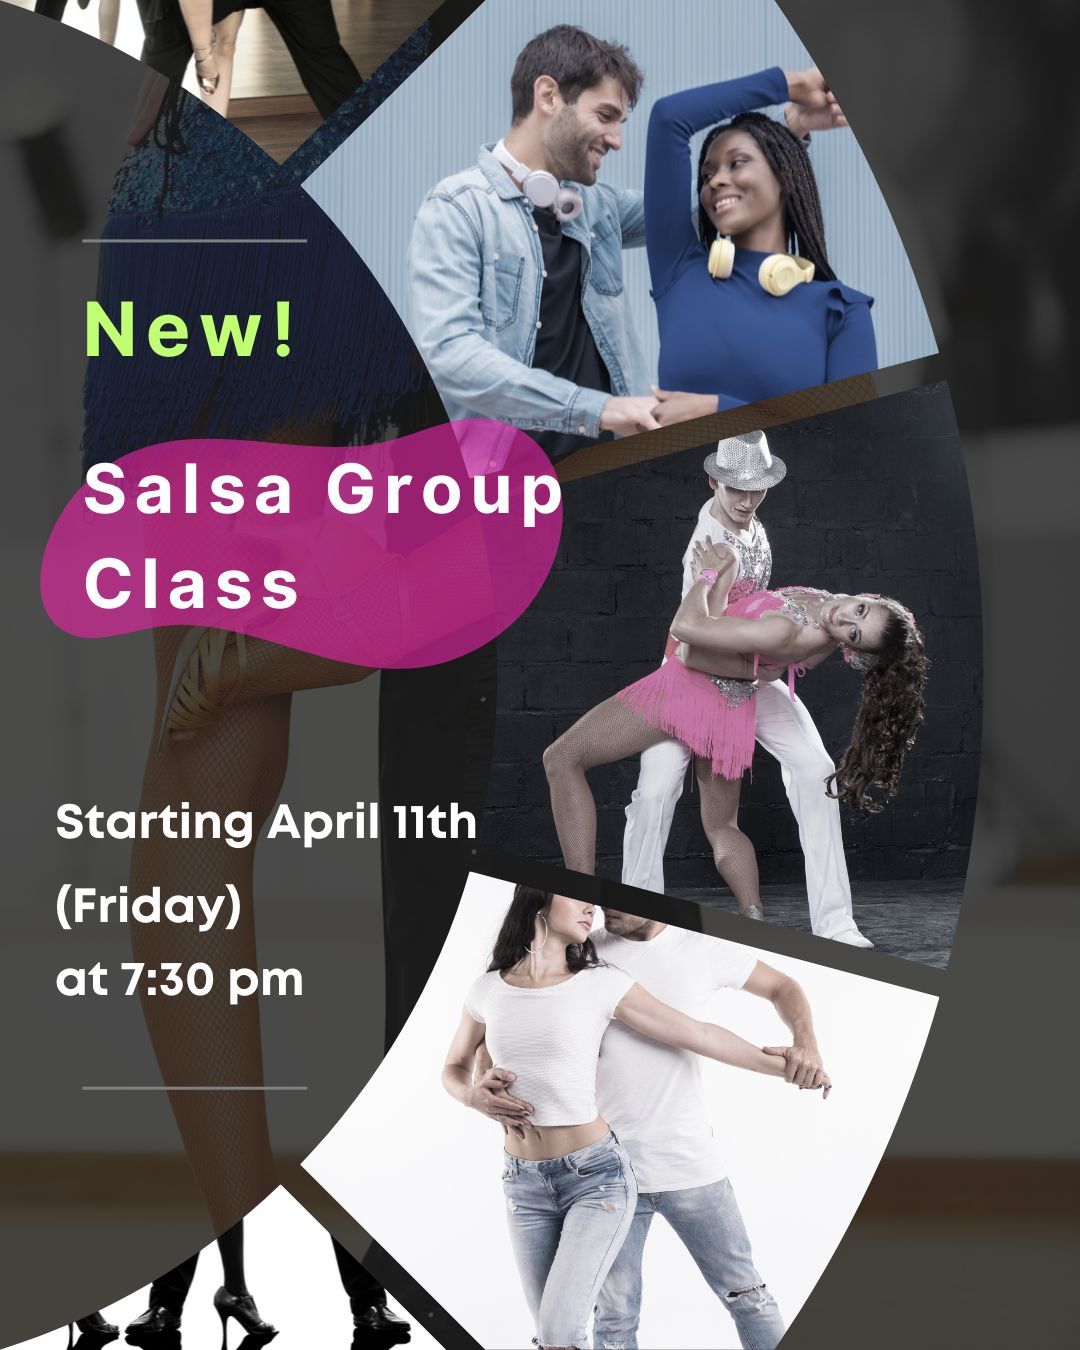 New!
Salsa Group
Class
Starting April 11th
(Friday)
at 7:30 pm